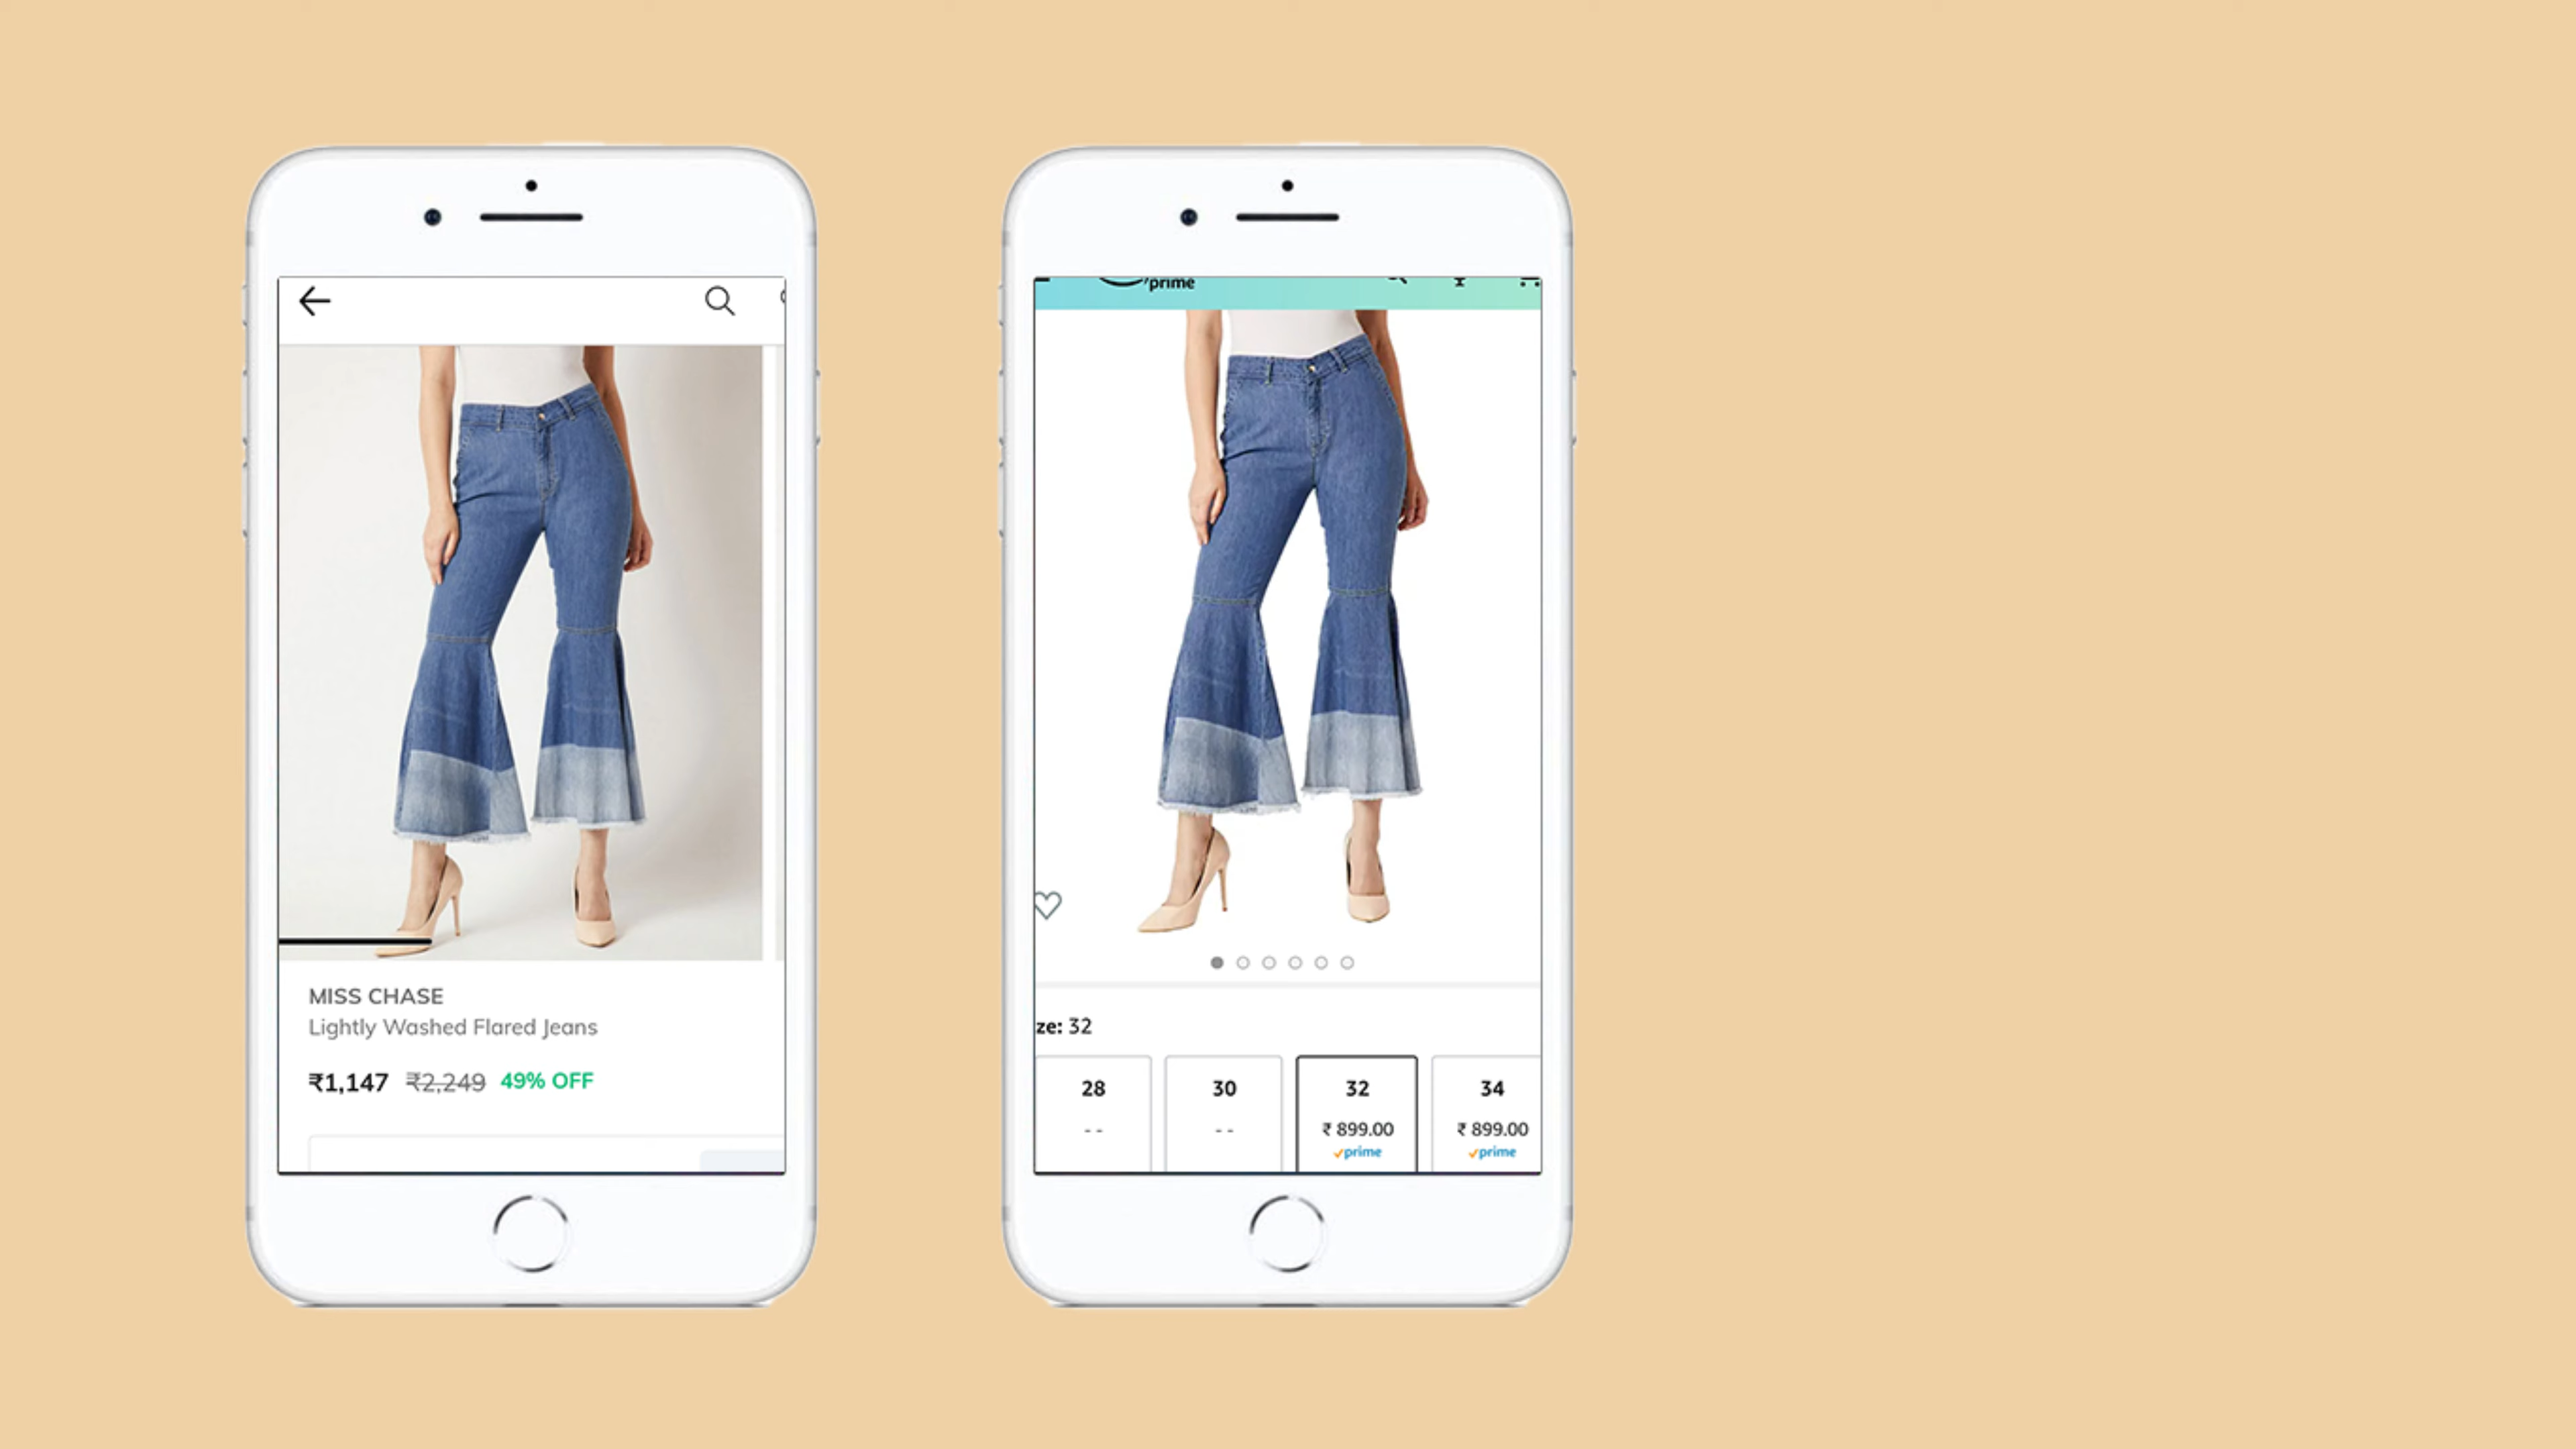 MISS CHASE
Lightly Washed Flared Jeans
₹1,147 ₹2,249 49% OFF
prime
ze: 32
28
30
32
34
--
--
₹ 899.00
₹ 899.00
prime
prime